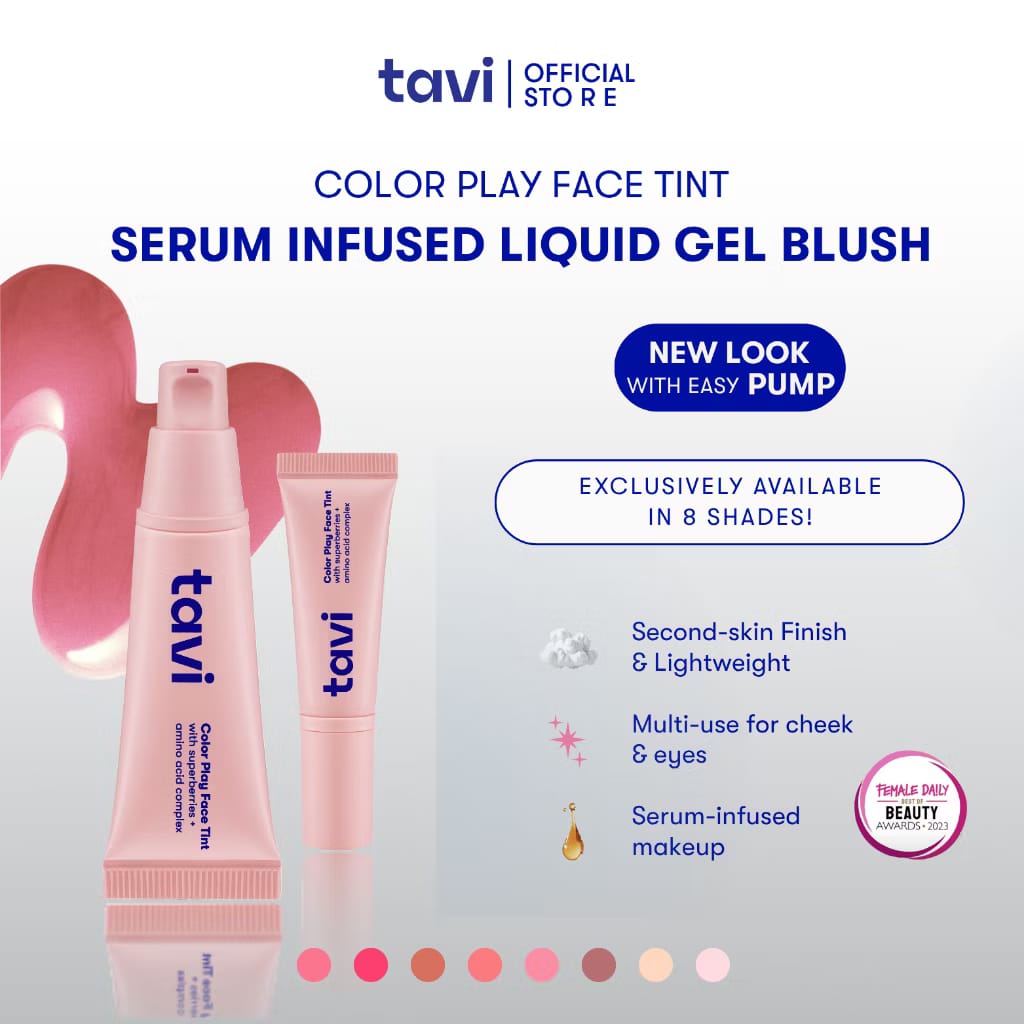 tavi
OFFICIAL
STORE
COLOR PLAY FACE TINT
SERUM INFUSED LIQUID GEL BLUSH
NEW LOOK
WITH EASY PUMP
EXCLUSIVELY AVAILABLE
IN 8 SHADES!
tavi
Color Play Face Tint
with superberries +
amino acid complex
Color Play Face Tint
with superberries +
amino acid complex
tavi
Second-skin Finish
& Lightweight
Multi-use for cheek
& eyes
Serum-infused
makeup
FEMALE DAILY
BEST OF
BEAUTY
AWARDS • 2023